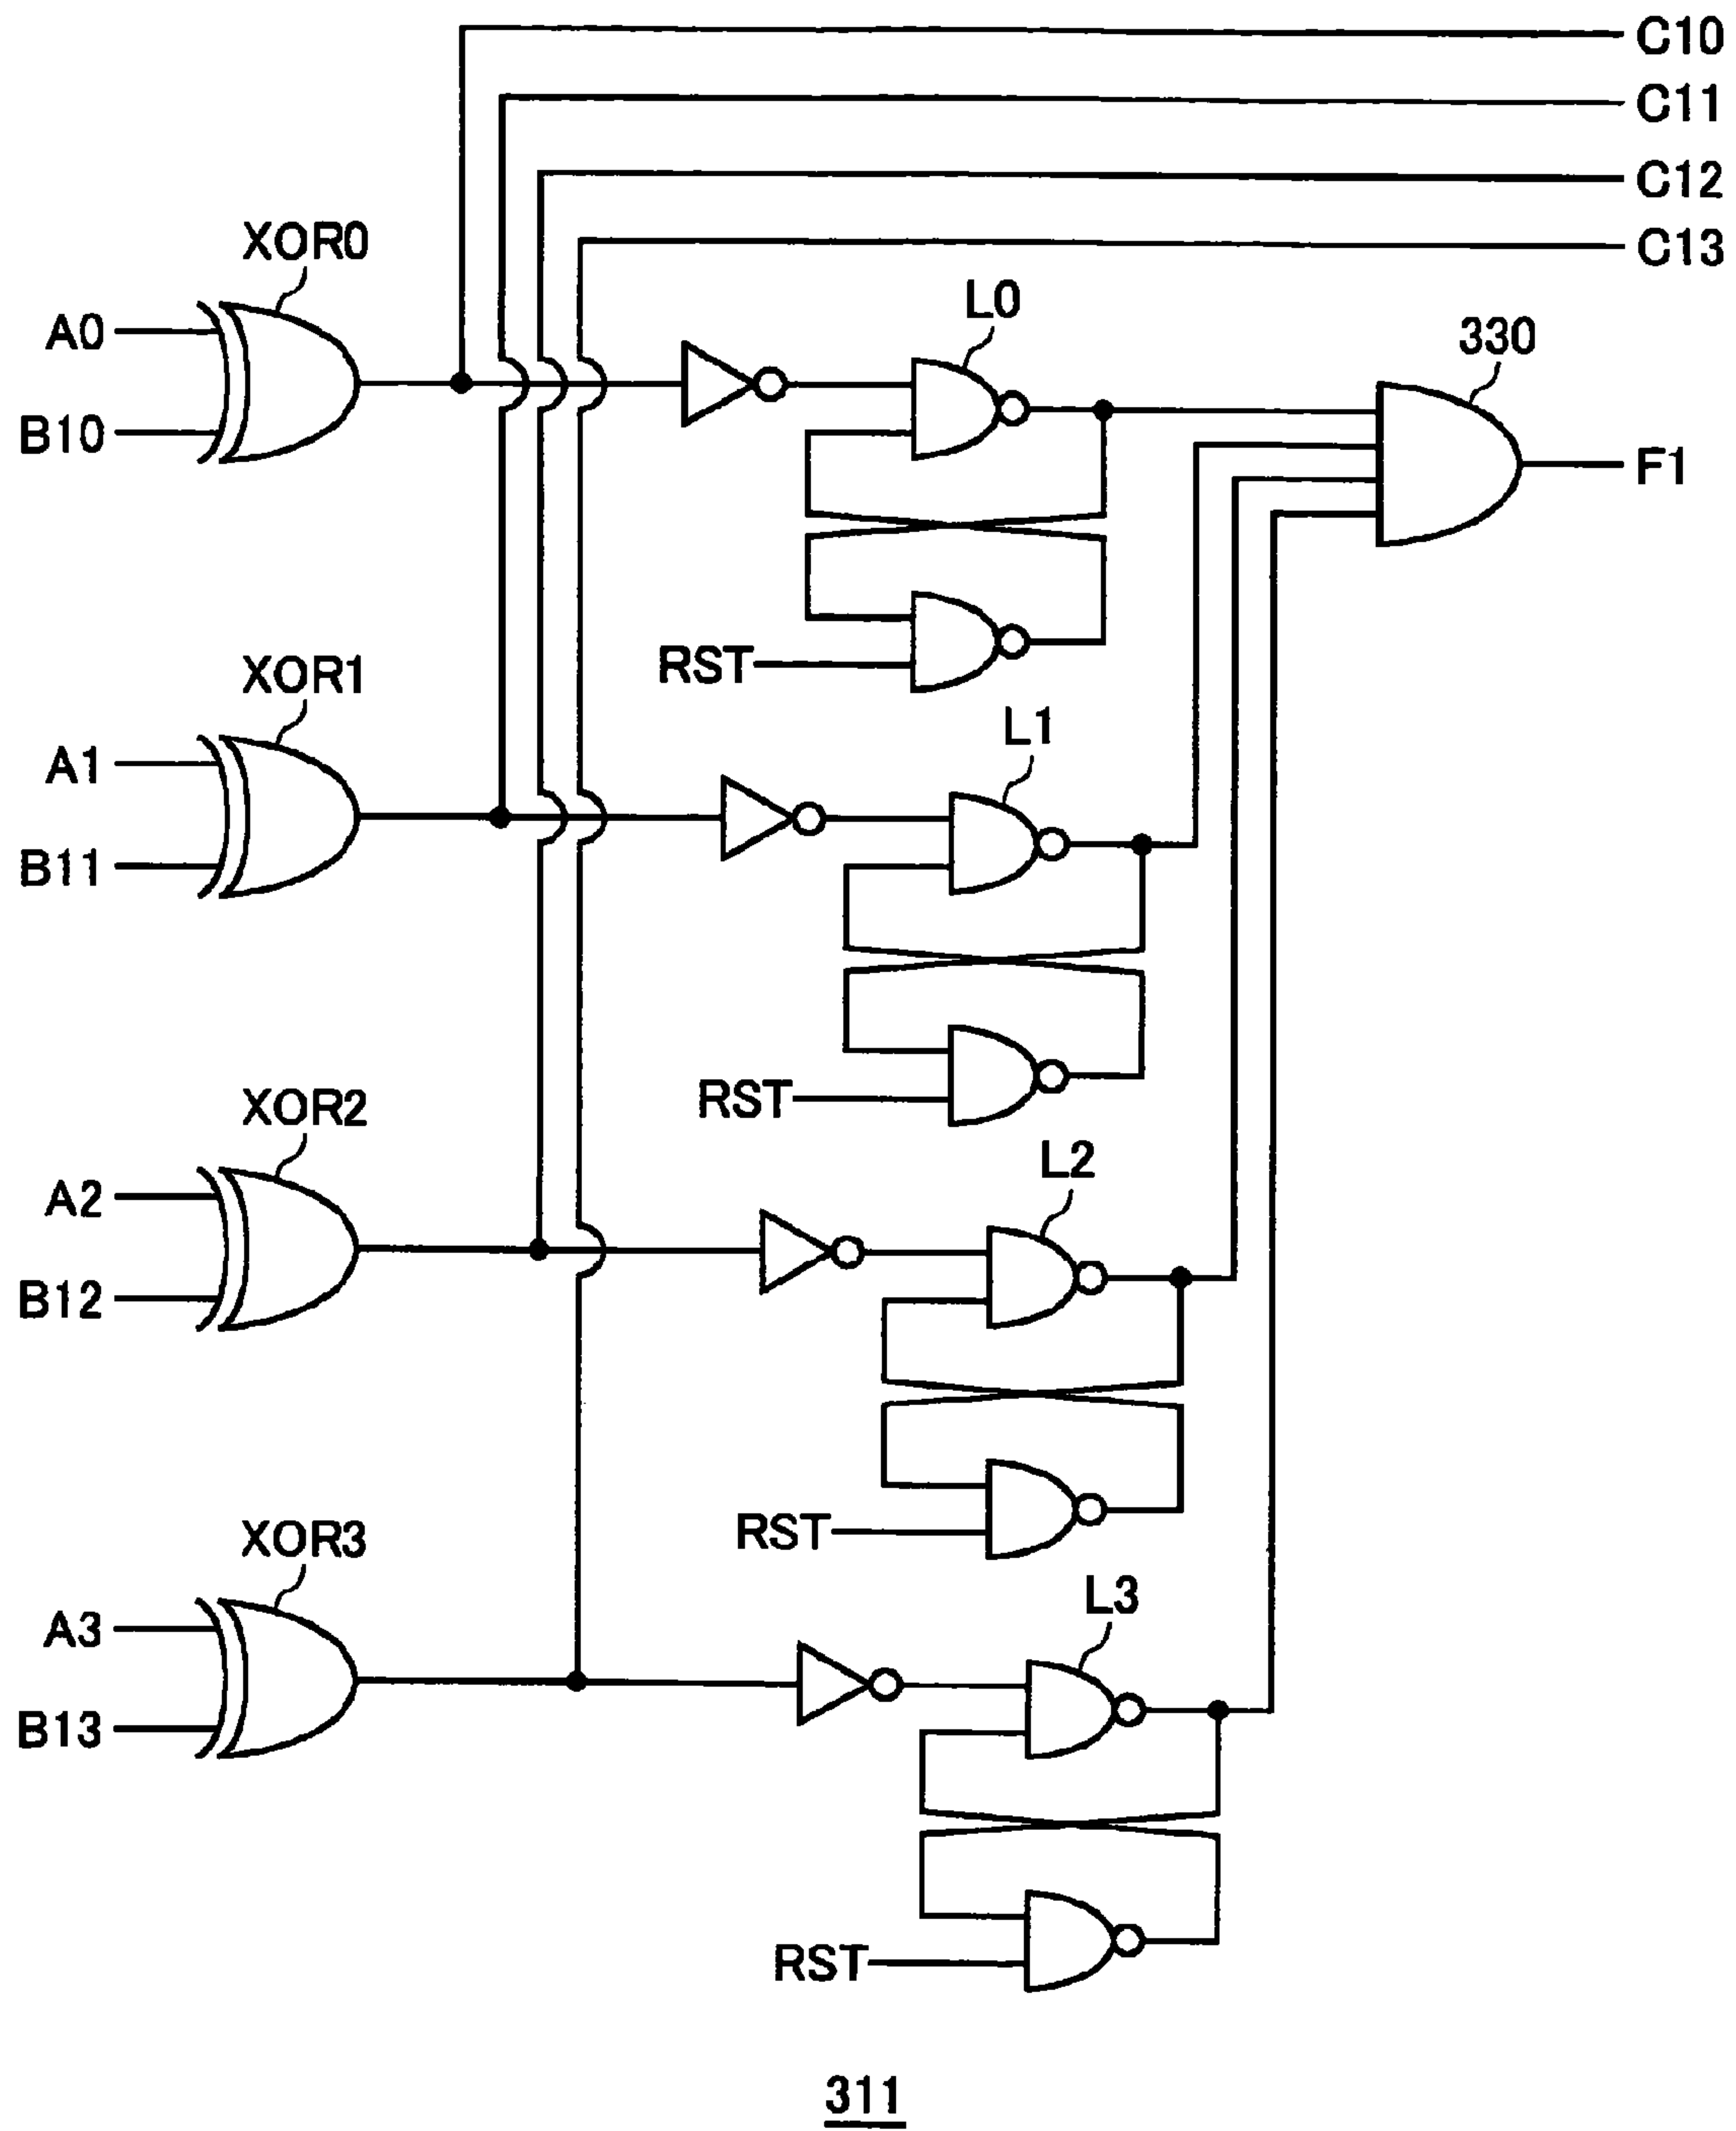 C10
C11
C12
C13
XOR0
A0
B10
L0
330
F1
RST
XOR1
A1
B11
L1
RST
XOR2
A2
B12
L2
RST
XOR3
A3
B13
L3
RST
311